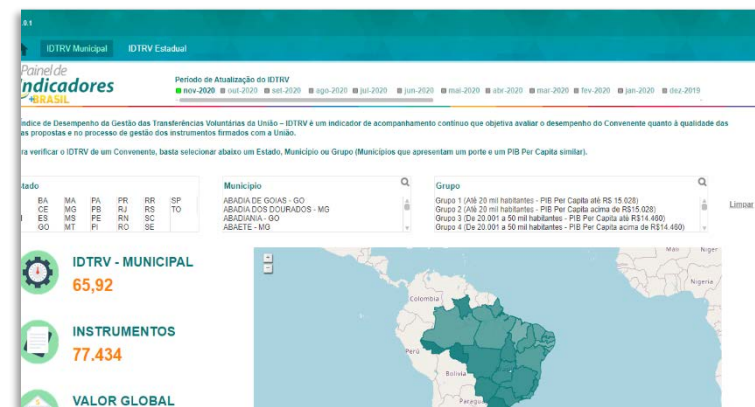 .0.1
IDTRV Municipal IDTRV Estadual
Painel de
ndicadores
+BRASIL
Período de Atualização do IDTRV
nov-2020 out-2020 set-2020 ago-2020 jul-2020 jun-2020 mai-2020 abr-2020 mar-2020 fev-2020 jan-2020 dez-2019
ndice de Desempenho da Gestão das Transferências Voluntárias da União – IDTRV é um indicador de acompanhamento contínuo que objetiva avaliar o desempenho do Convenente quanto à qualidade das
as propostas e no processo de gestão dos instrumentos firmados com a União.
ra verificar o IDTRV de um Convenente, basta selecionar abaixo um Estado, Município ou Grupo (Municípios que apresentam um porte e um PIB Per Capita similar).
stado
BA MA PA PR RR SP
CE MG PB RJ RS TO
ES MS PE RN SC
GO MT PI RO SE
Município
ABADIA DE GOIAS - GO
ABADIA DOS DOURADOS - MG
ABADIANIA - GO
ABAETE - MG
Grupo
Grupo 1 (Até 20 mil habitantes - PIB Per Capita até R$ 15.028)
Grupo 2 (Até 20 mil habitantes - PIB Per Capita acima de R$15.028)
Grupo 3 (De 20.001 a 50 mil habitantes - PIB Per Capita até R$14.460)
Grupo 4 (De 20.001 a 50 mil habitantes - PIB Per Capita acima de R$14.460)
Limpar
IDTRV - MUNICIPAL
65,92
INSTRUMENTOS
77.434
VALOR GLOBAL
+
-
Mali Niger
Nigeria
Colombia
Perú
Bolivia
Paragua